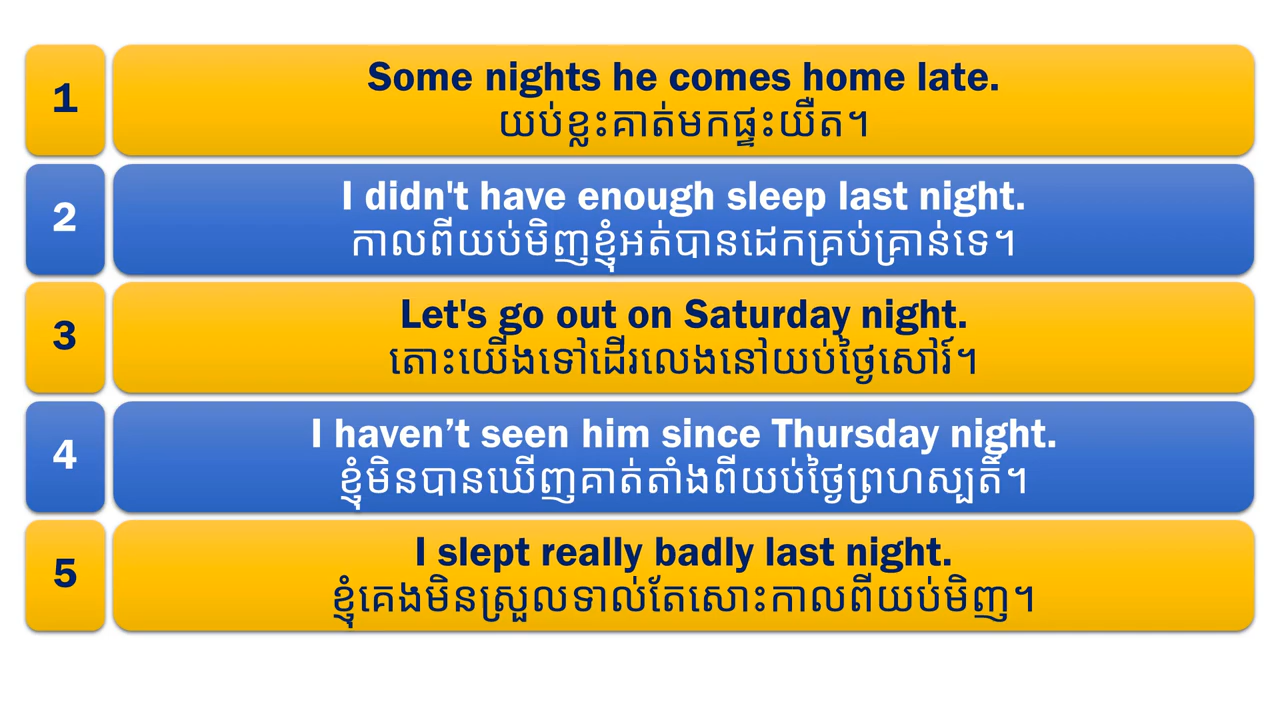 1
Some nights he comes home late.
យប់ខ្លះគាត់មកផ្ទះយឺត។
2
I didn't have enough sleep last night.
កាលពីយប់មិញខ្ញុំអត់បានដេកគ្រប់គ្រាន់ទេ។
3
Let's go out on Saturday night.
តោះយើងទៅដើរលេងនៅយប់ថ្ងៃសៅរ៍។
4
I haven’t seen him since Thursday night.
ខ្ញុំមិនបានឃើញគាត់តាំងពីយប់ថ្ងៃព្រហស្បតិ៍។
5
I slept really badly last night.
ខ្ញុំគេងមិនស្រួលទាល់តែសោះកាលពីយប់មិញ។